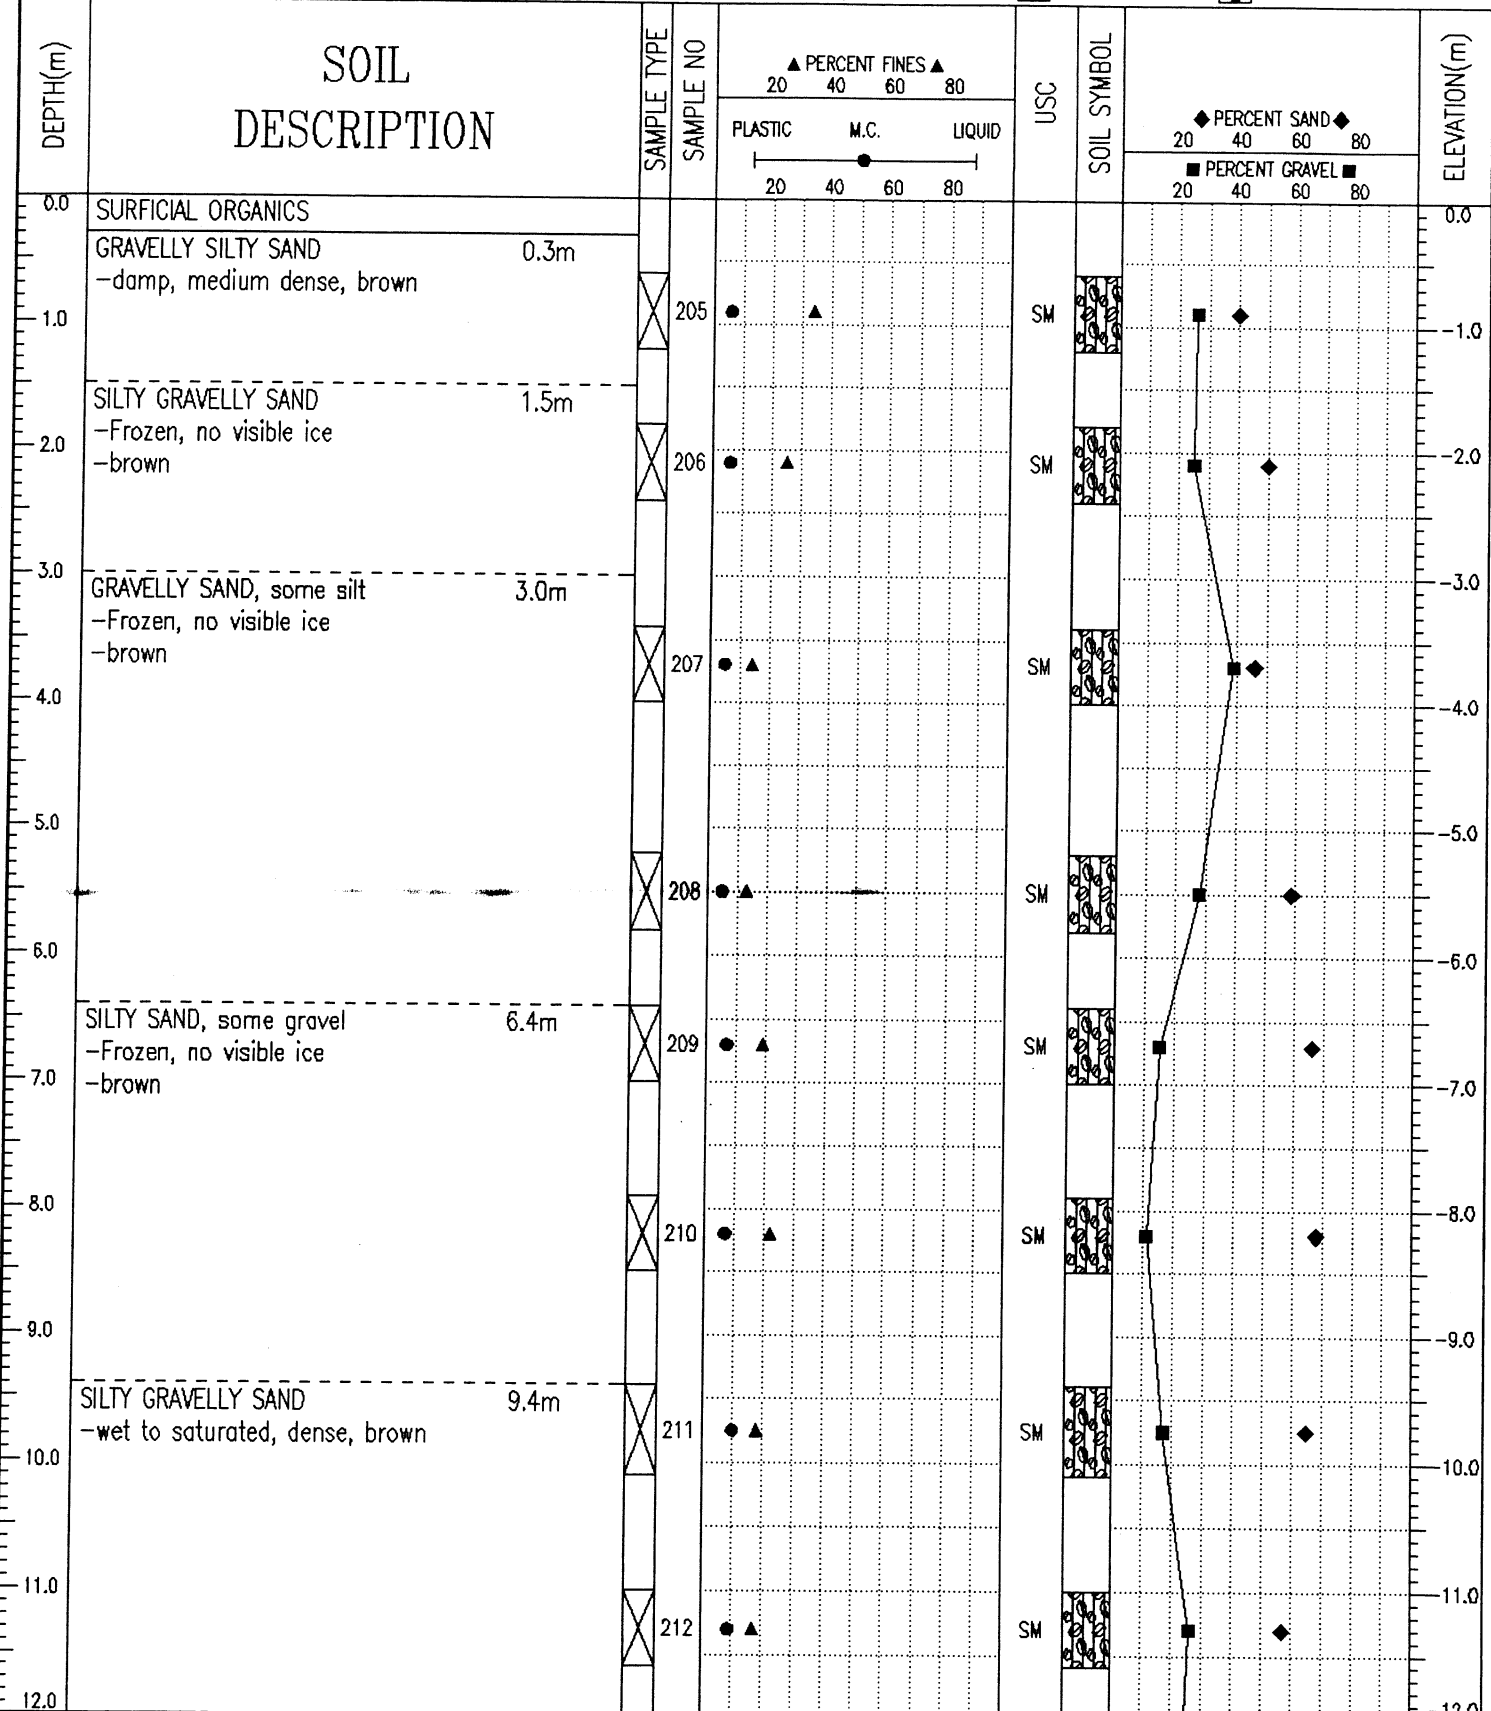 DEPTH(m)
SOIL
DESCRIPTION
SAMPLE TYPE
SAMPLE NO
▲ PERCENT FINES ▲
20 40 60 80
PLASTIC M.C. LIQUID
20 40 60 80
USC
SOIL SYMBOL
◆ PERCENT SAND ◆
20 40 60 80
■ PERCENT GRAVEL ■
20 40 60 80
ELEVATION(m)
0.0 SURFICIAL ORGANICS 0.0
GRAVELLY SILTY SAND 0.3m
-damp, medium dense, brown
1.0 205 SM -1.0
SILTY GRAVELLY SAND 1.5m
-Frozen, no visible ice
2.0 206 SM -2.0
-brown
3.0 -3.0
GRAVELLY SAND, some silt 3.0m
-Frozen, no visible ice
-brown 207 SM
4.0 -4.0
5.0 -5.0
208 SM
6.0 -6.0
SILTY SAND, some gravel 6.4m
-Frozen, no visible ice 209 SM
7.0 -brown -7.0
8.0 210 SM -8.0
9.0 -9.0
SILTY GRAVELLY SAND 9.4m
-wet to saturated, dense, brown 211 SM
10.0 -10.0
11.0 -11.0
212 SM
12.0